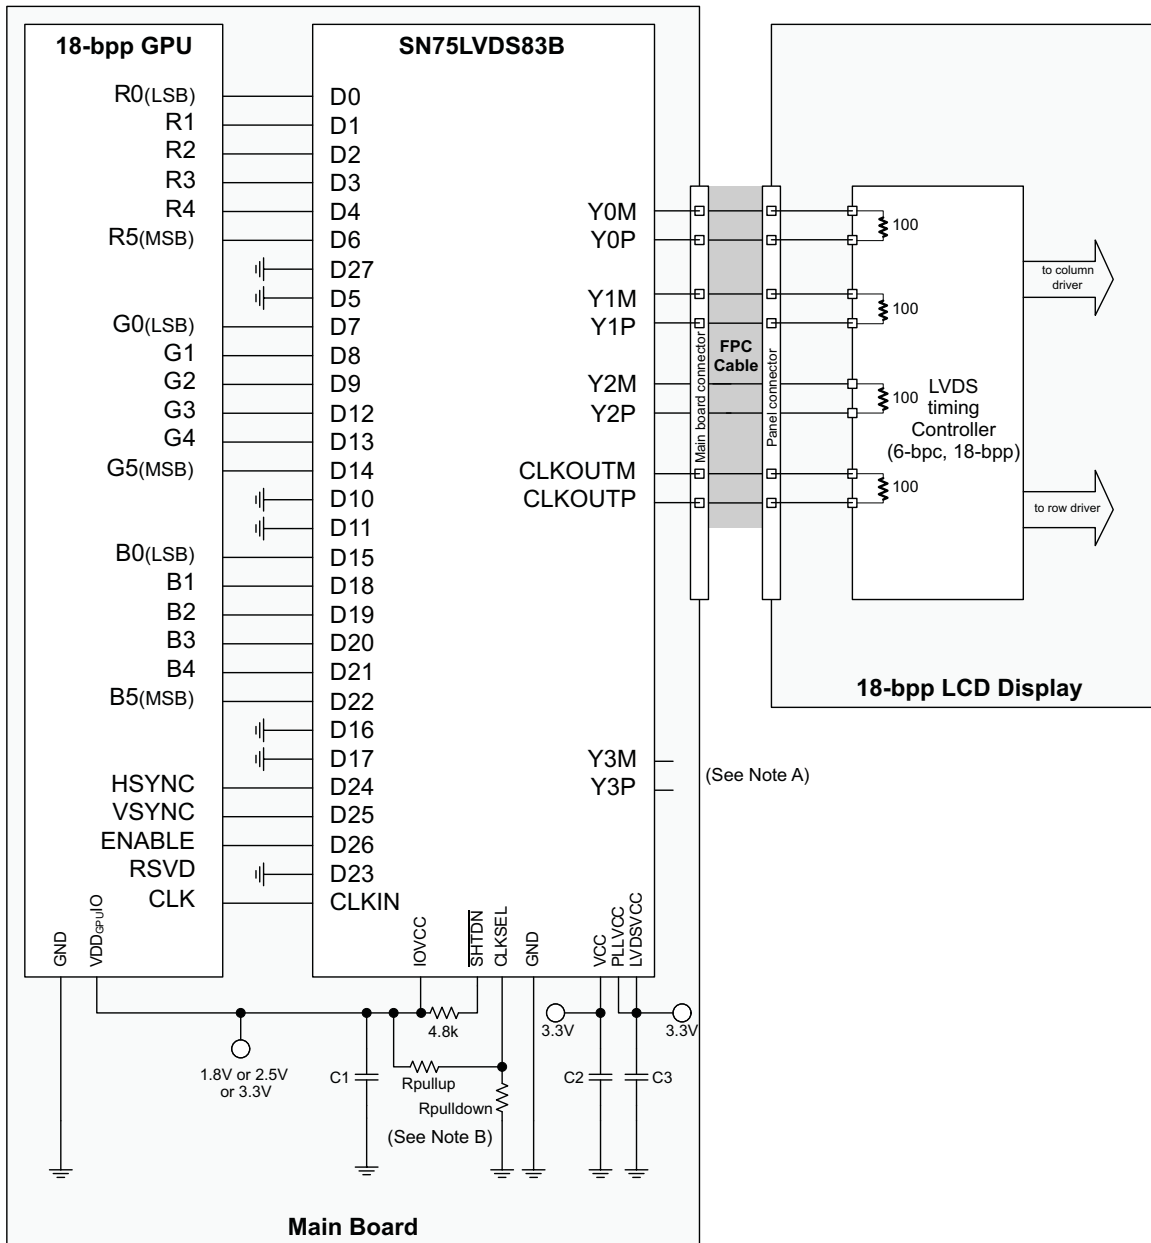 18-bpp GPU
R0(LSB)
R1
R2
R3
R4
R5(MSB)
G0(LSB)
G1
G2
G3
G4
G5(MSB)
B0(LSB)
B1
B2
B3
B4
B5(MSB)
HSYNC
VSYNC
ENABLE
RSVD
CLK
GND
VDDGPUIO
SN75LVDS83B
D0
D1
D2
D3
D4
D6
D27
D5
D7
D8
D9
D12
D13
D14
D10
D11
D15
D18
D19
D20
D21
D22
D16
D17
D24
D25
D26
D23
CLKIN
Y0M
Y0P
Y1M
Y1P
Y2M
Y2P
CLKOUTM
CLKOUTP
Y3M
Y3P
(See Note A)
IOVCC
SHTDN
CLKSEL
GND
VCC
PLLVCC
LVDSVCC
4.8k
3.3V
3.3V
1.8V or 2.5V
or 3.3V
C1
Rpullup
Rpulldown
(See Note B)
C2
C3
Main Board
Main board connector
FPC
Cable
Panel connector
100
100
100
100
LVDS
timing
Controller
(6-bpc, 18-bpp)
to column
driver
to row driver
18-bpp LCD Display